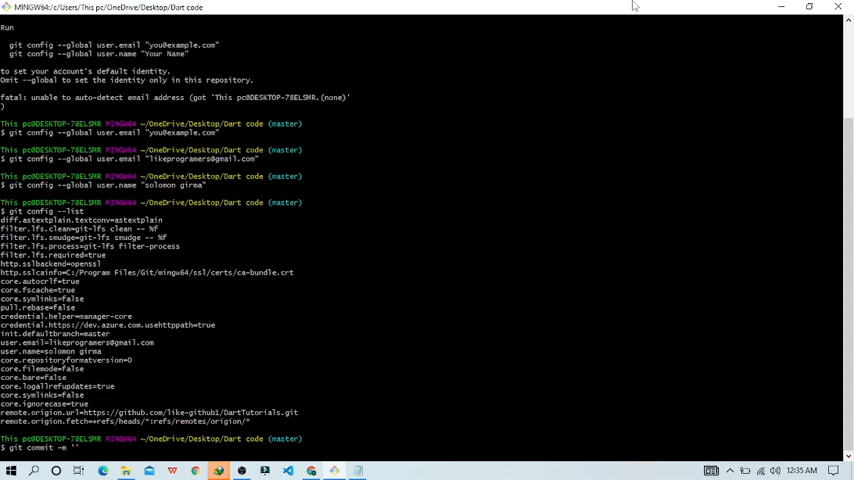 MINGW64:/c/Users/This pc/OneDrive/Desktop/Dart code
Run
git config --global user.email "you@example.com"
git config --global user.name "Your Name"
to set your account's default identity.
Omit --global to set the identity only in this repository.
fatal: unable to auto-detect email address (got 'This pc@DESKTOP-78ELSMR.(none)'
)
This pc@DESKTOP-78ELSMR MINGW64 ~/OneDrive/Desktop/Dart code (master)
$ git config --global user.email "you@example.com"
This pc@DESKTOP-78ELSMR MINGW64 ~/OneDrive/Desktop/Dart code (master)
$ git config --global user.email "likeprogramers@gmail.com"
This pc@DESKTOP-78ELSMR MINGW64 ~/OneDrive/Desktop/Dart code (master)
$ git config --global user.name "solomon girma"
This pc@DESKTOP-78ELSMR MINGW64 ~/OneDrive/Desktop/Dart code (master)
$ git config --list
diff.astextplain.textconv=astextplain
filter.lfs.clean=git-lfs clean -- %f
filter.lfs.smudge=git-lfs smudge -- %f
filter.lfs.process=git-lfs filter-process
filter.lfs.required=true
http.sslbackend=openssl
http.sslcainfo=C:/Program Files/Git/mingw64/ssl/certs/ca-bundle.crt
core.autocrlf=true
core.fscache=true
core.symlinks=false
pull.rebase=false
credential.helper=manager-core
credential.https://dev.azure.com.usehttppath=true
init.defaultbranch=master
user.email=likeprogramers@gmail.com
user.name=solomon girma
core.repositoryformatversion=0
core.filemode=false
core.bare=false
core.logallrefupdates=true
core.symlinks=false
core.ignorecase=true
remote.origion.url=https://github.com/like-github1/DartTutorials.git
remote.origion.fetch=+refs/heads/*:refs/remotes/origion/*
This pc@DESKTOP-78ELSMR MINGW64 ~/OneDrive/Desktop/Dart code (master)
$ git commit -m ''
12:35 AM